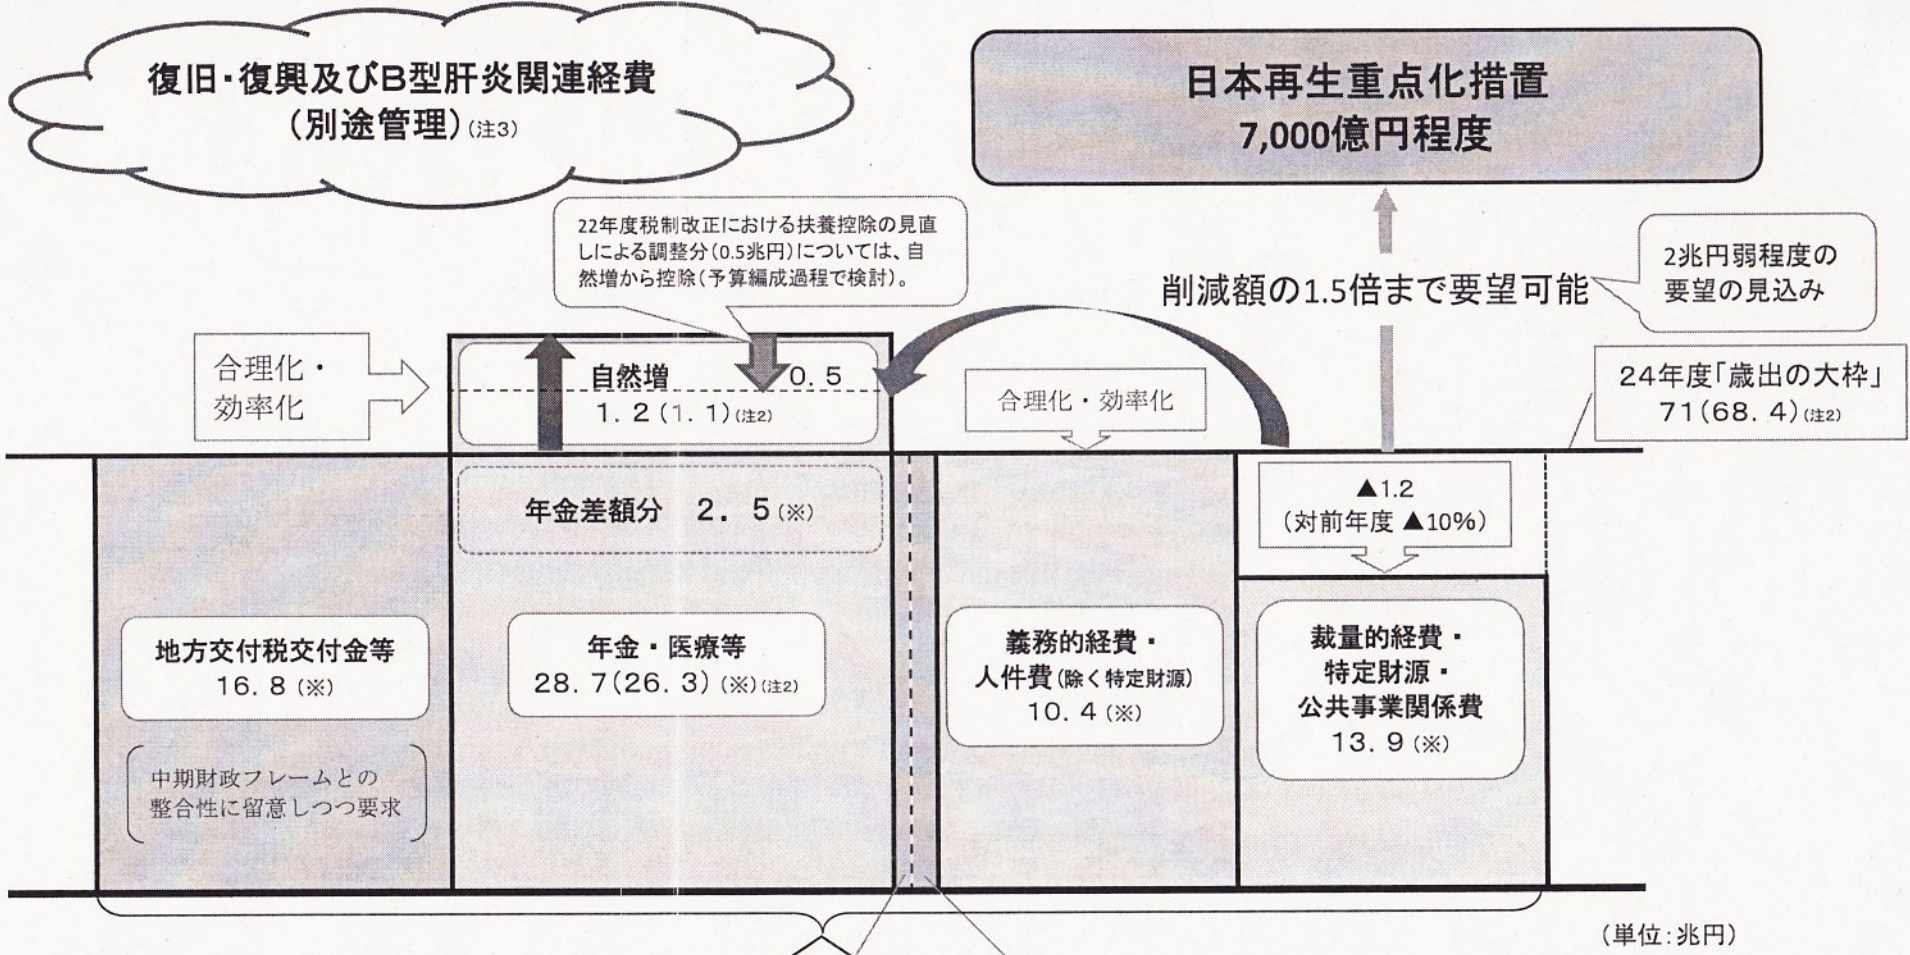 復旧・復興及びB型肝炎関連経費
(別途管理)(注3)
日本再生重点化措置
7,000億円程度
22年度税制改正における扶養控除の見直
しによる調整分(0.5兆円)については、自
然増から控除(予算編成過程で検討)。
削減額の1.5倍まで要望可能
2兆円弱程度の
要望の見込み
合理化・
効率化
自然増 0.5
1.2(1.1)(注2)
合理化・効率化
24年度「歳出の大枠」
71(68.4)(注2)
年金差額分 2.5(※)
▲1.2
(対前年度 ▲10%)
地方交付税交付金等
16.8(※)
中期財政フレームとの
整合性に留意しつつ要求
年金・医療等
28.7(26.3)(※)(注2)
義務的経費・
人件費(除く特定財源)
10.4(※)
裁量的経費・
特定財源・
公共事業関係費
13.9(※)
(単位:兆円)